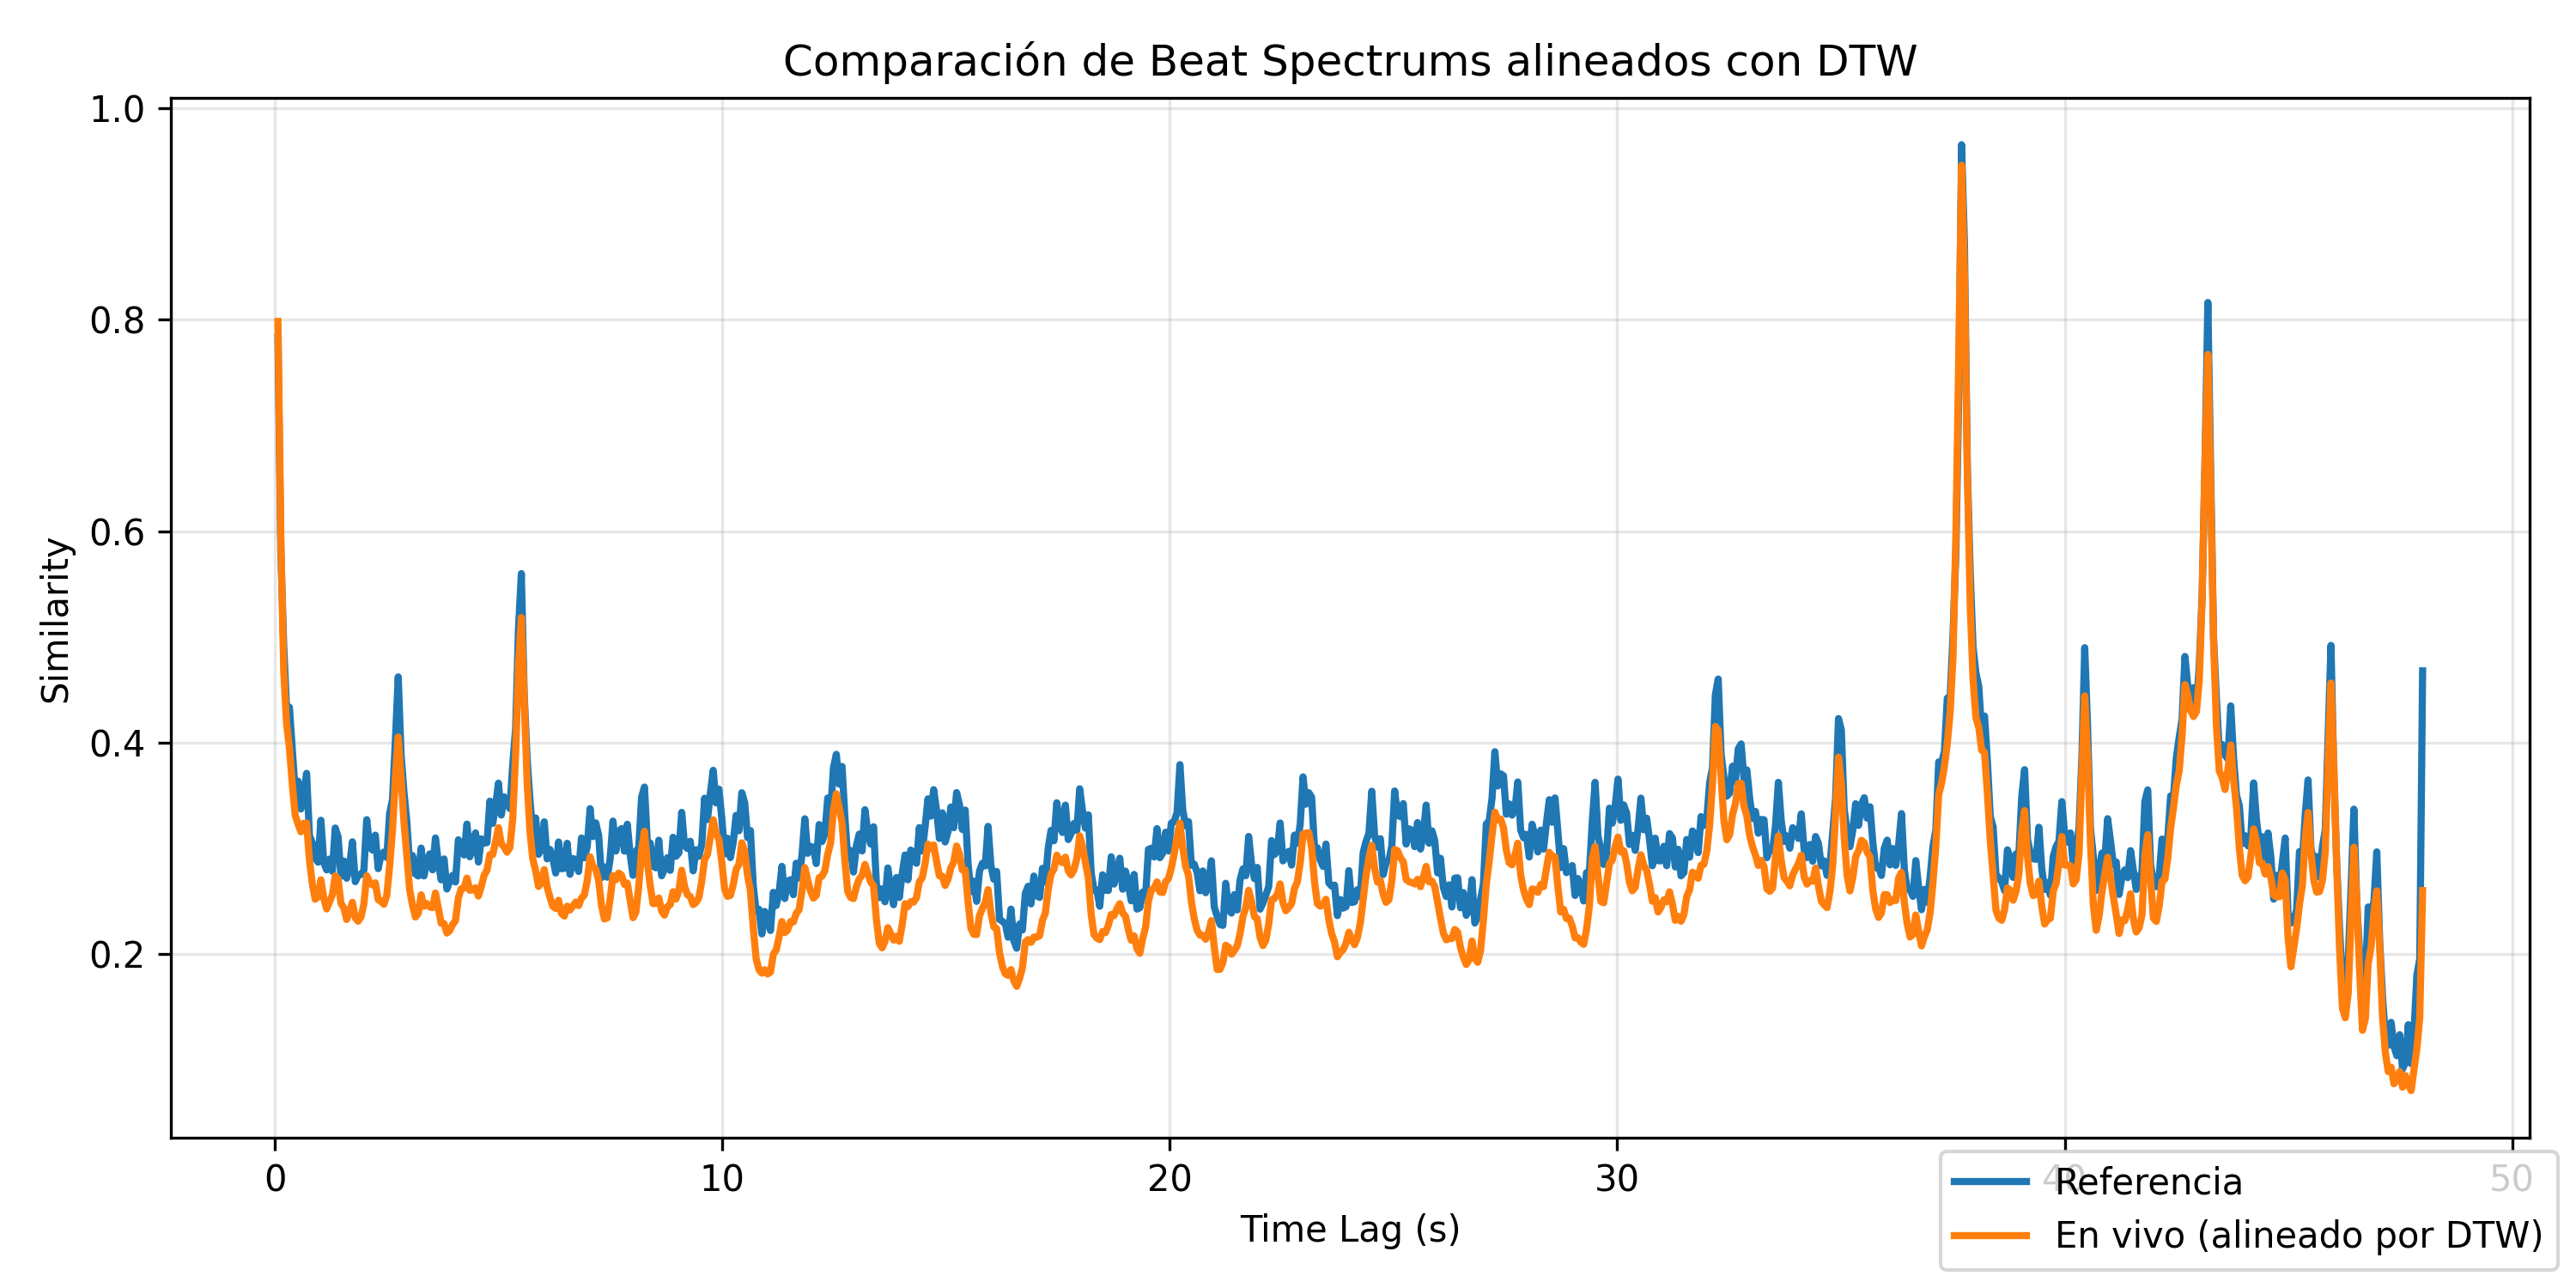 Comparación de Beat Spectrums alineados con DTW
1.0
0.8
0.6
0.4
0.2
Similarity
0 10 20 30 40 50
Time Lag (s)
Referencia
En vivo (alineado por DTW)